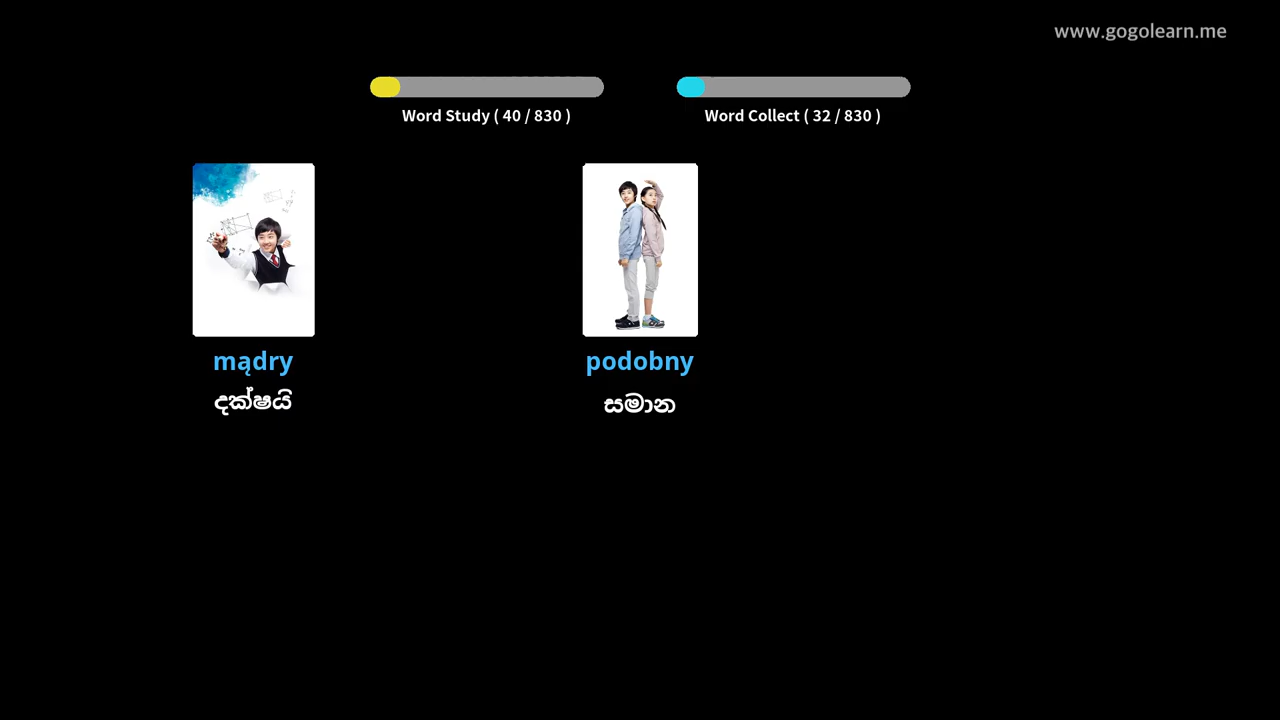 www.gogolearn.me
Word Study ( 40 / 830 )
Word Collect ( 32 / 830 )
mądry
දක්ෂයි
podobny
සමාන